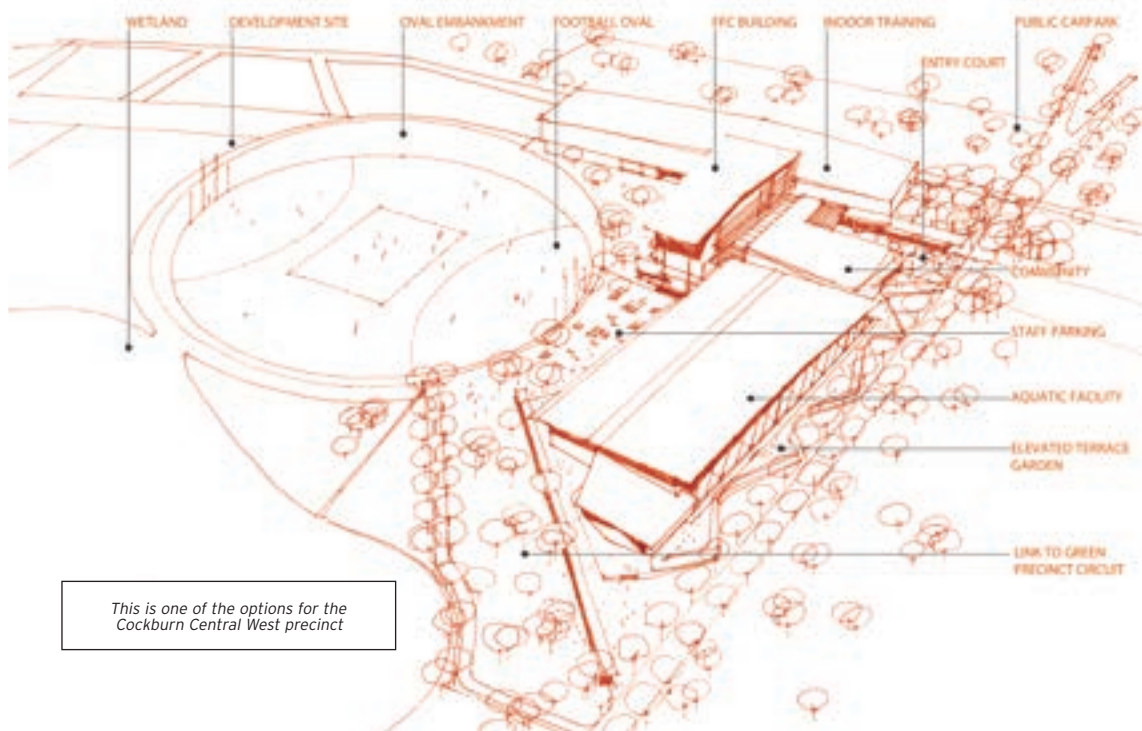 WETLAND
DEVELOPMENT SITE
OVAL EMBANKMENT
FOOTBALL OVAL
FFC BUILDING
INDOOR TRAINING
PUBLIC CARPARK
ENTRY COURT
COMMUNITY
STAFF PARKING
AQUATIC FACILITY
ELEVATED TERRACE
GARDEN
LINK TO GREEN
PRECINCT CIRCUIT
This is one of the options for the
Cockburn Central West precinct